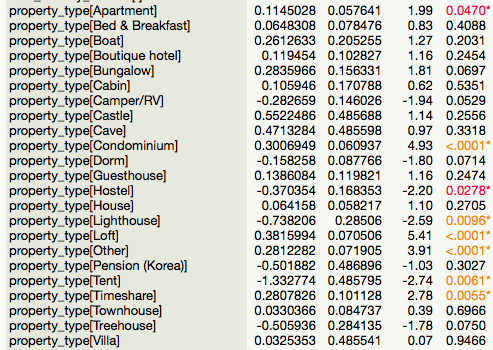 property_type[Apartment] 0.1145028 0.057641 1.99 0.0470*
property_type[Bed & Breakfast] 0.0648308 0.078476 0.83 0.4088
property_type[Boat] 0.2612633 0.205255 1.27 0.2031
property_type[Boutique hotel] 0.119454 0.102827 1.16 0.2454
property_type[Bungalow] 0.2835966 0.156331 1.81 0.0697
property_type[Cabin] 0.105946 0.170788 0.62 0.5351
property_type[Camper/RV] -0.282659 0.146026 -1.94 0.0529
property_type[Castle] 0.5522486 0.485688 1.14 0.2556
property_type[Cave] 0.4713284 0.485598 0.97 0.3318
property_type[Condominium] 0.3006949 0.060937 4.93 <.0001*
property_type[Dorm] -0.158258 0.087766 -1.80 0.0714
property_type[Guesthouse] 0.1386084 0.119821 1.16 0.2474
property_type[Hostel] -0.370354 0.168353 -2.20 0.0278*
property_type[House] 0.064158 0.058217 1.10 0.2705
property_type[Lighthouse] -0.738206 0.28506 -2.59 0.0096*
property_type[Loft] 0.3815994 0.070506 5.41 <.0001*
property_type[Other] 0.2812282 0.071905 3.91 <.0001*
property_type[Pension (Korea)] -0.501882 0.486896 -1.03 0.3027
property_type[Tent] -1.332774 0.485795 -2.74 0.0061*
property_type[Timeshare] 0.2807826 0.101128 2.78 0.0055*
property_type[Townhouse] 0.0330366 0.084737 0.39 0.6966
property_type[Treehouse] -0.505936 0.284135 -1.78 0.0750
property_type[Villa] 0.0325353 0.485541 0.07 0.9466